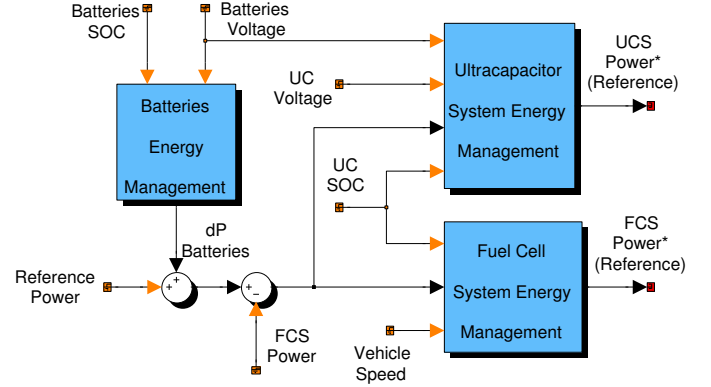 Batteries
SOC
Batteries
Voltage
UC
Voltage
Ultracapacitor
System Energy
Management
UCS
Power*
(Reference)
Batteries
Energy
Management
UC
SOC
dP
Batteries
Reference
Power
+
+
+
−
FCS
Power
Fuel Cell
System Energy
Management
FCS
Power*
(Reference)
Vehicle
Speed